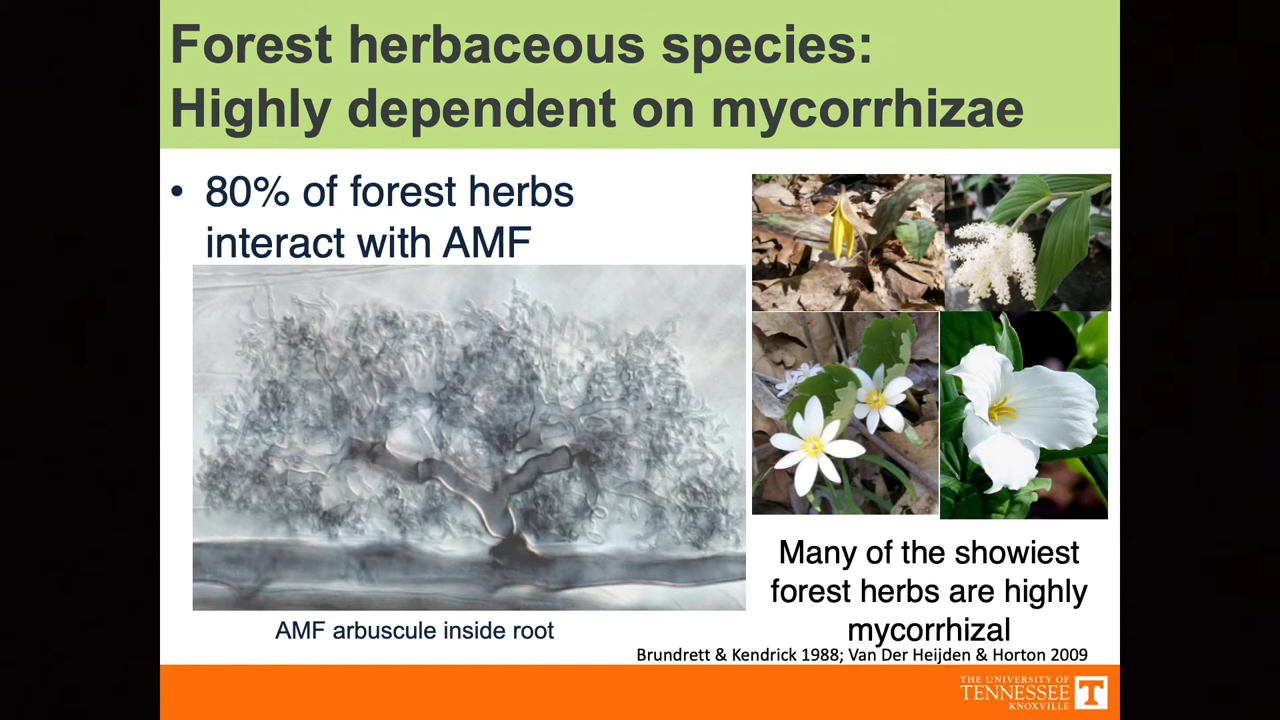 Forest herbaceous species:
Highly dependent on mycorrhizae
• 80% of forest herbs
interact with AMF
AMF arbuscule inside root
Many of the showiest
forest herbs are highly
mycorrhizal
Brundrett & Kendrick 1988; Van Der Heijden & Horton 2009
THE UNIVERSITY OF
TENNESSEE
KNOXVILLE
T